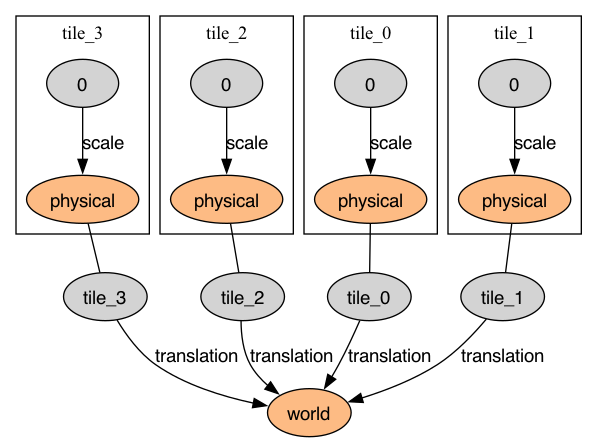 tile_3 tile_2 tile_0 tile_1
0 0 0 0
scale scale scale scale
physical physical physical physical
tile_3 tile_2 tile_0 tile_1
translation translation translation translation
world